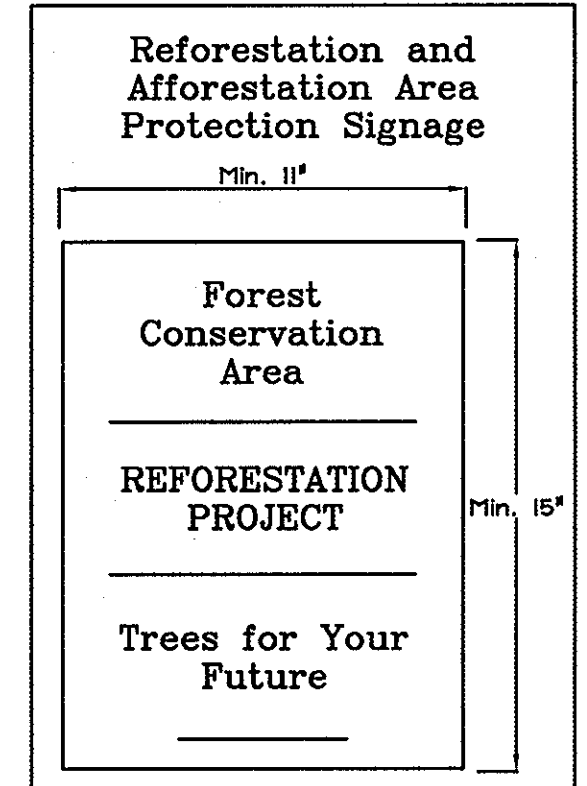 Reforestation and
Afforestation Area
Protection Signage
Min. 11"
Forest
Conservation
Area
REFORESTATION
PROJECT
Min. 15"
Trees for Your
Future